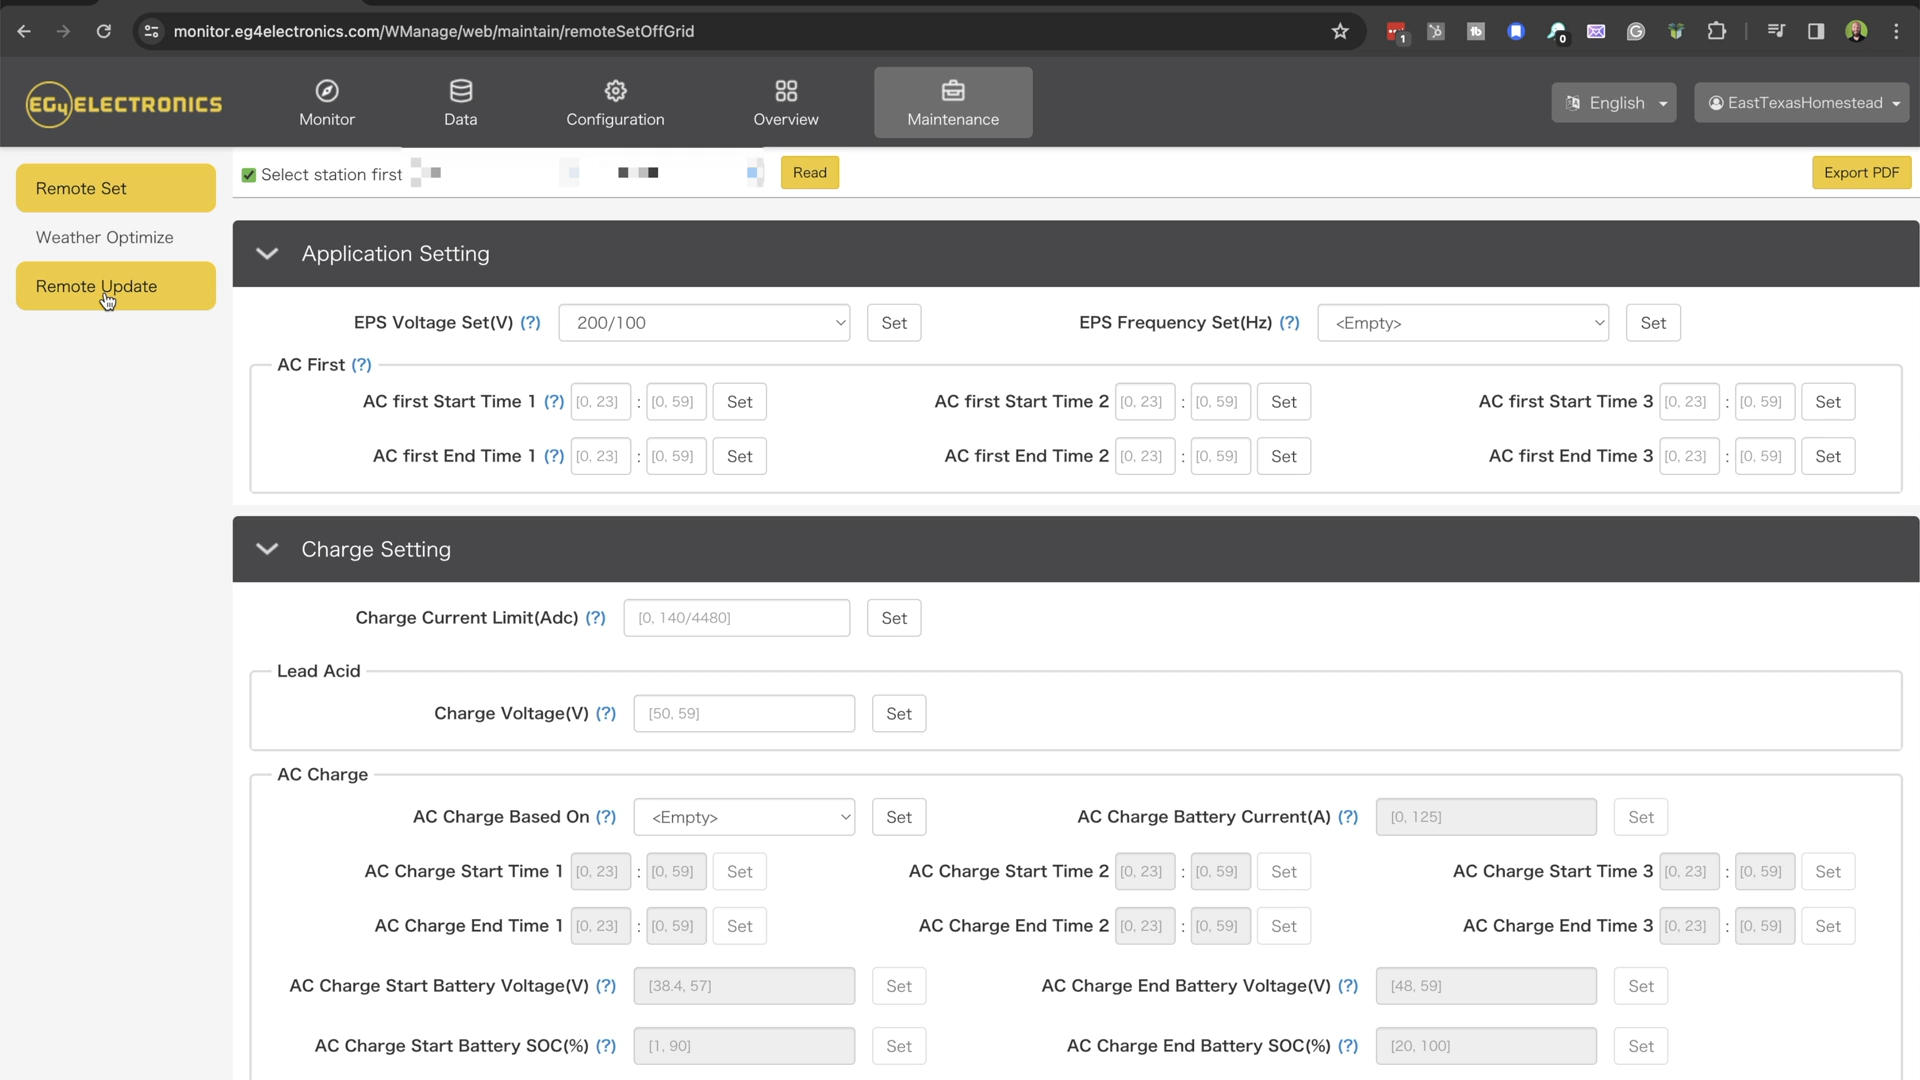 monitor.eg4electronics.com/WManage/web/maintain/remoteSetOffGrid
1
0
EG4 ELECTRONICS
Monitor
Data
Configuration
Overview
Maintenance
English
EastTexasHomestead
Remote Set
Weather Optimize
Remote Update
Select station first
Read
Export PDF
Application Setting
EPS Voltage Set(V) (?) 200/100 Set EPS Frequency Set(Hz) (?) <Empty> Set
AC First (?)
AC first Start Time 1 (?) [0, 23] : [0, 59] Set AC first Start Time 2 [0, 23] : [0, 59] Set AC first Start Time 3 [0, 23] : [0, 59] Set
AC first End Time 1 (?) [0, 23] : [0, 59] Set AC first End Time 2 [0, 23] : [0, 59] Set AC first End Time 3 [0, 23] : [0, 59] Set
Charge Setting
Charge Current Limit(Adc) (?) [0, 140/4480] Set
Lead Acid
Charge Voltage(V) (?) [50, 59] Set
AC Charge
AC Charge Based On (?) <Empty> Set AC Charge Battery Current(A) (?) [0, 125] Set
AC Charge Start Time 1 [0, 23] : [0, 59] Set AC Charge Start Time 2 [0, 23] : [0, 59] Set AC Charge Start Time 3 [0, 23] : [0, 59] Set
AC Charge End Time 1 [0, 23] : [0, 59] Set AC Charge End Time 2 [0, 23] : [0, 59] Set AC Charge End Time 3 [0, 23] : [0, 59] Set
AC Charge Start Battery Voltage(V) (?) [38.4, 57] Set AC Charge End Battery Voltage(V) (?) [48, 59] Set
AC Charge Start Battery SOC(%) (?) [1, 90] Set AC Charge End Battery SOC(%) (?) [20, 100] Set